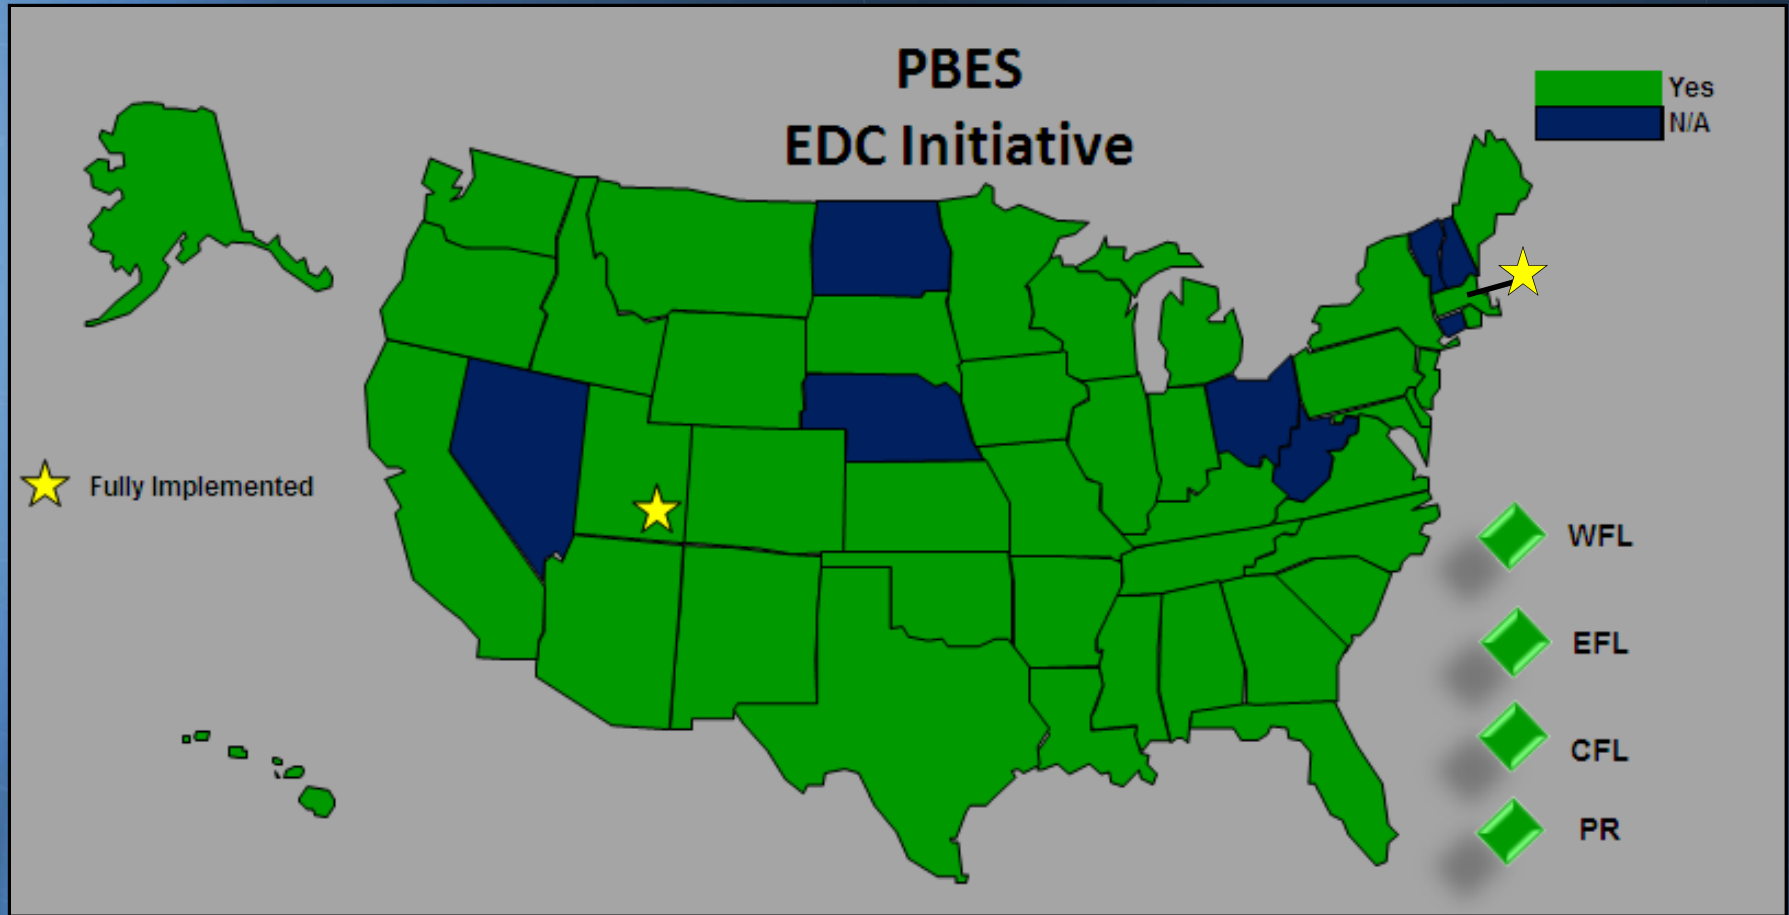 PBES
EDC Initiative
Yes
N/A
Fully Implemented
WFL
EFL
CFL
PR